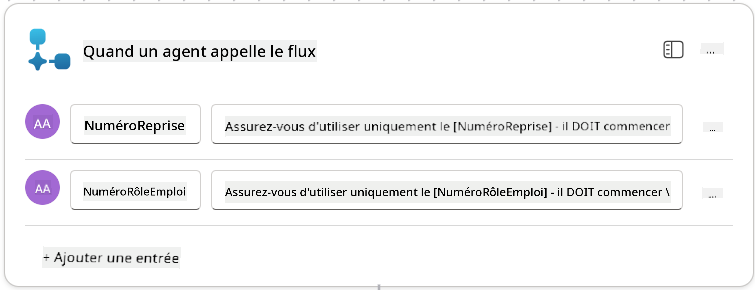 Quand un agent appelle le flux
...
AA
NuméroReprise
Assurez-vous d'utiliser uniquement le [NuméroReprise] - il DOIT commencer
...
AA
NuméroRôleEmploi
Assurez-vous d'utiliser uniquement le [NuméroRôleEmploi] - il DOIT commencer
...
+ Ajouter une entrée